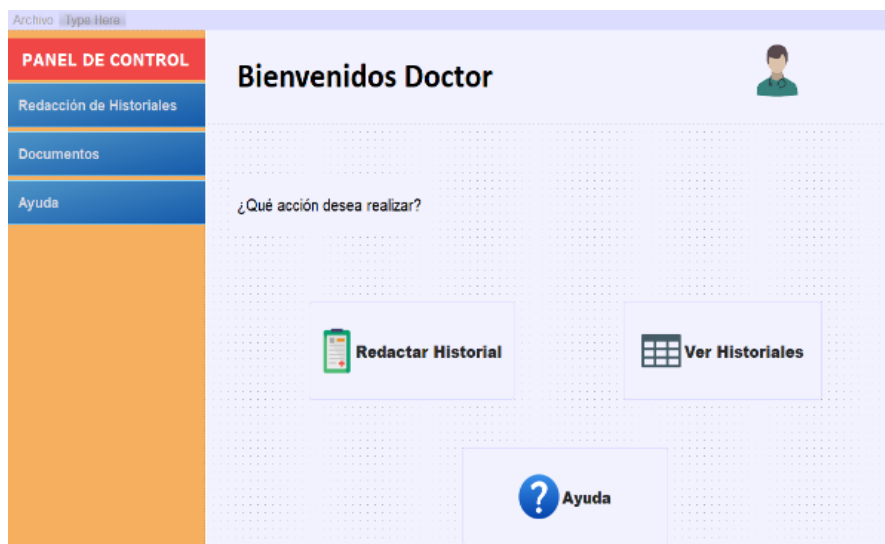 Archivo Type Here
PANEL DE CONTROL
Redacción de Historiales
Documentos
Ayuda
Bienvenidos Doctor
¿Qué acción desea realizar?
Redactar Historial
Ver Historiales
Ayuda